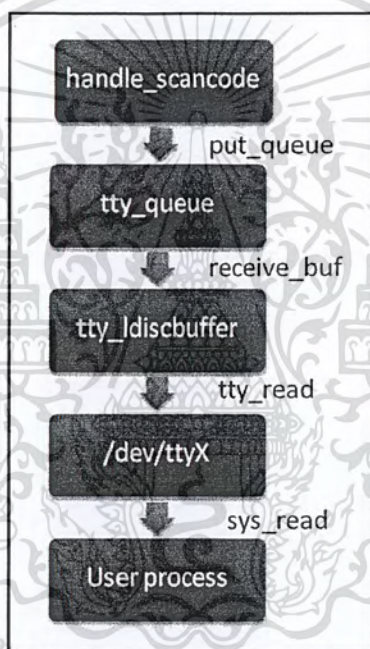 handle_scancode
put_queue
tty_queue
receive_buf
tty_ldiscbuffer
tty_read
/dev/ttyX
sys_read
User process